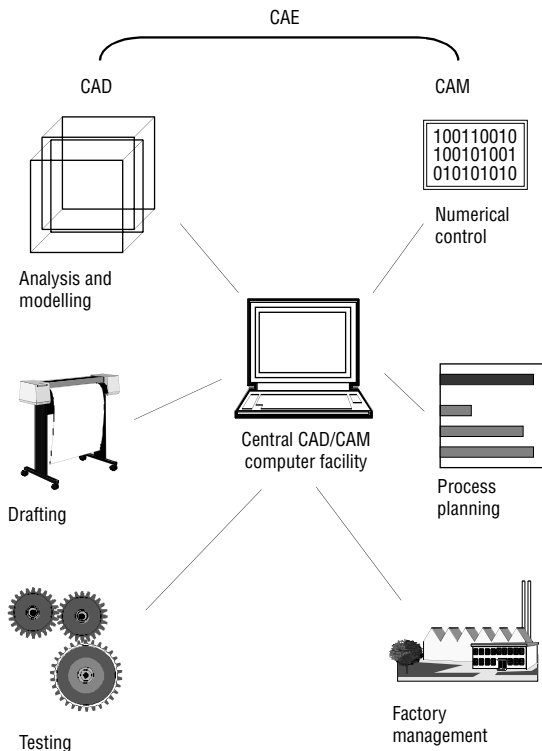 CAE
CAD
CAM
100110010
100101001
010101010
Numerical
control
Analysis and
modelling
Central CAD/CAM
computer facility
Process
planning
Drafting
Testing
Factory
management